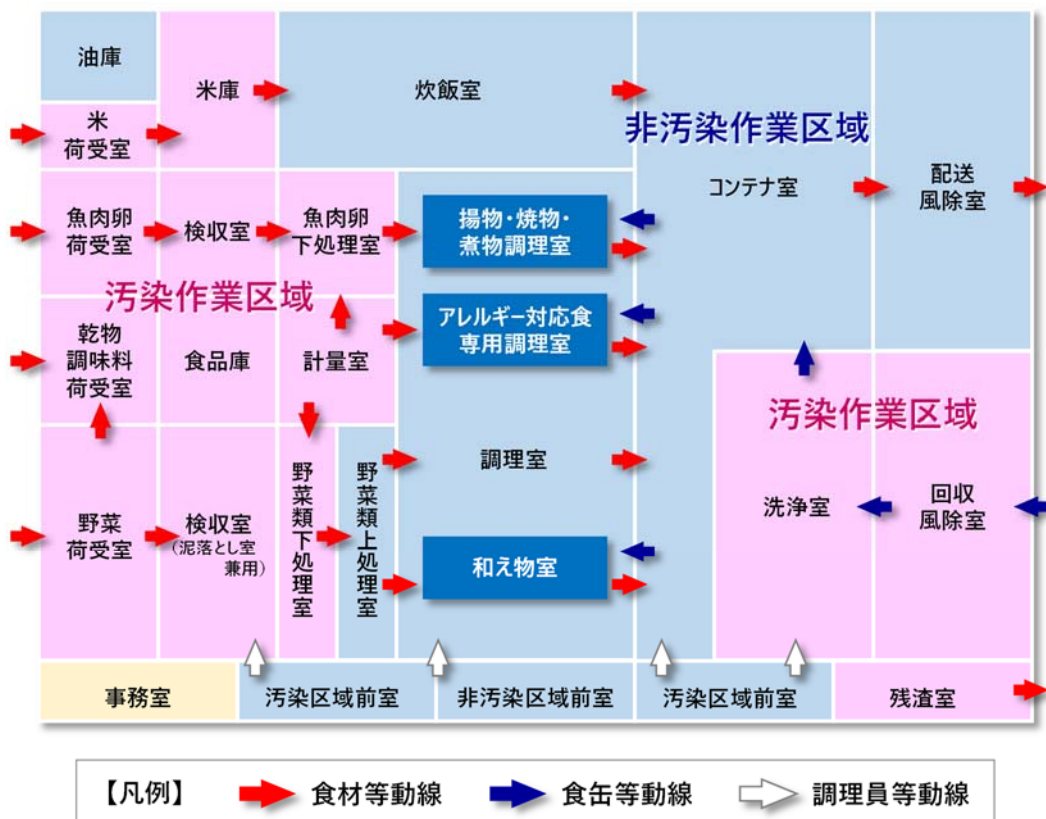 油庫
米庫
炊飯室
米
荷受室
非汚染作業区域
コンテナ室
配送
風除室
魚肉卵
荷受室
検収室
魚肉卵
下処理室
揚物・焼物・
煮物調理室
汚染作業区域
乾物
調味料
荷受室
食品庫
計量室
アレルギー対応食
専用調理室
汚染作業区域
野菜
荷受室
検収室
（泥落とし室
兼用）
野菜類下処理室
野菜類上処理室
調理室
和え物室
洗浄室
回収
風除室
事務室
汚染区域前室
非汚染区域前室
汚染区域前室
残渣室
【凡例】
食材等動線
食缶等動線
調理員等動線